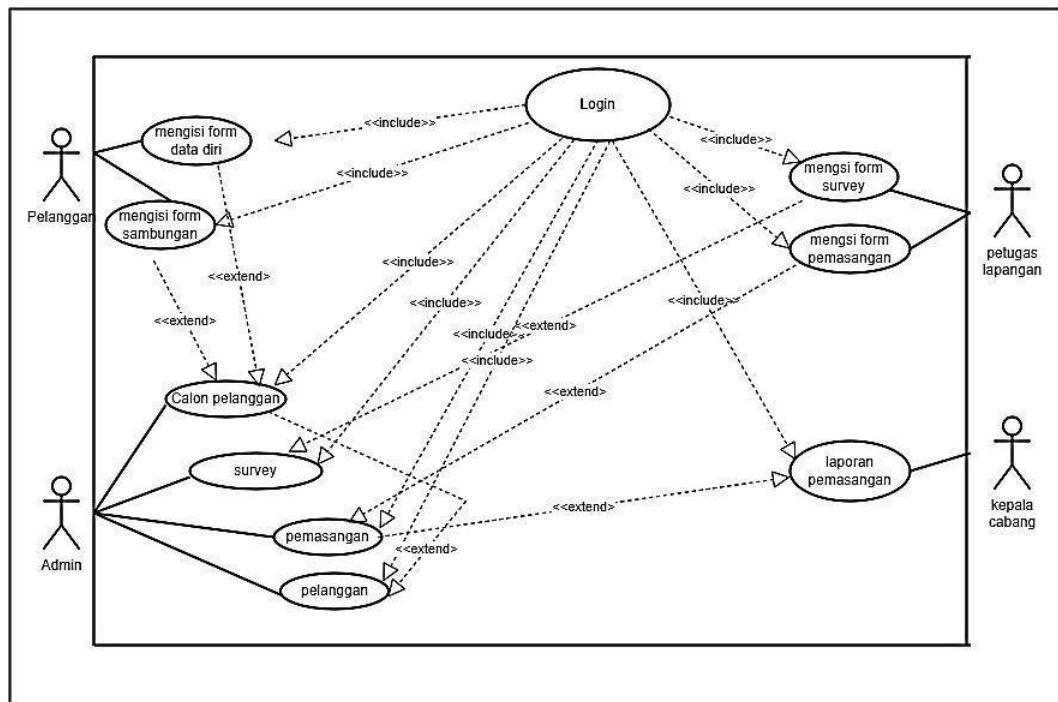 Login
<<include>>
mengisi form
data diri
<<include>>
mengsi form
survey
<<include>>
<<include>>
Pelanggan
mengisi form
sambungan
mengsi form
pemasangan
petugas
lapangan
<<include>>
<<extend>>
<<include>>
<<include>>
<<extend>>
<<extend>>
<<include>>
<<include>>
<<extend>>
Calon pelanggan
survey
laporan
pemasangan
kepala
cabang
<<extend>>
pemasangan
<<extend>>
Admin
pelanggan